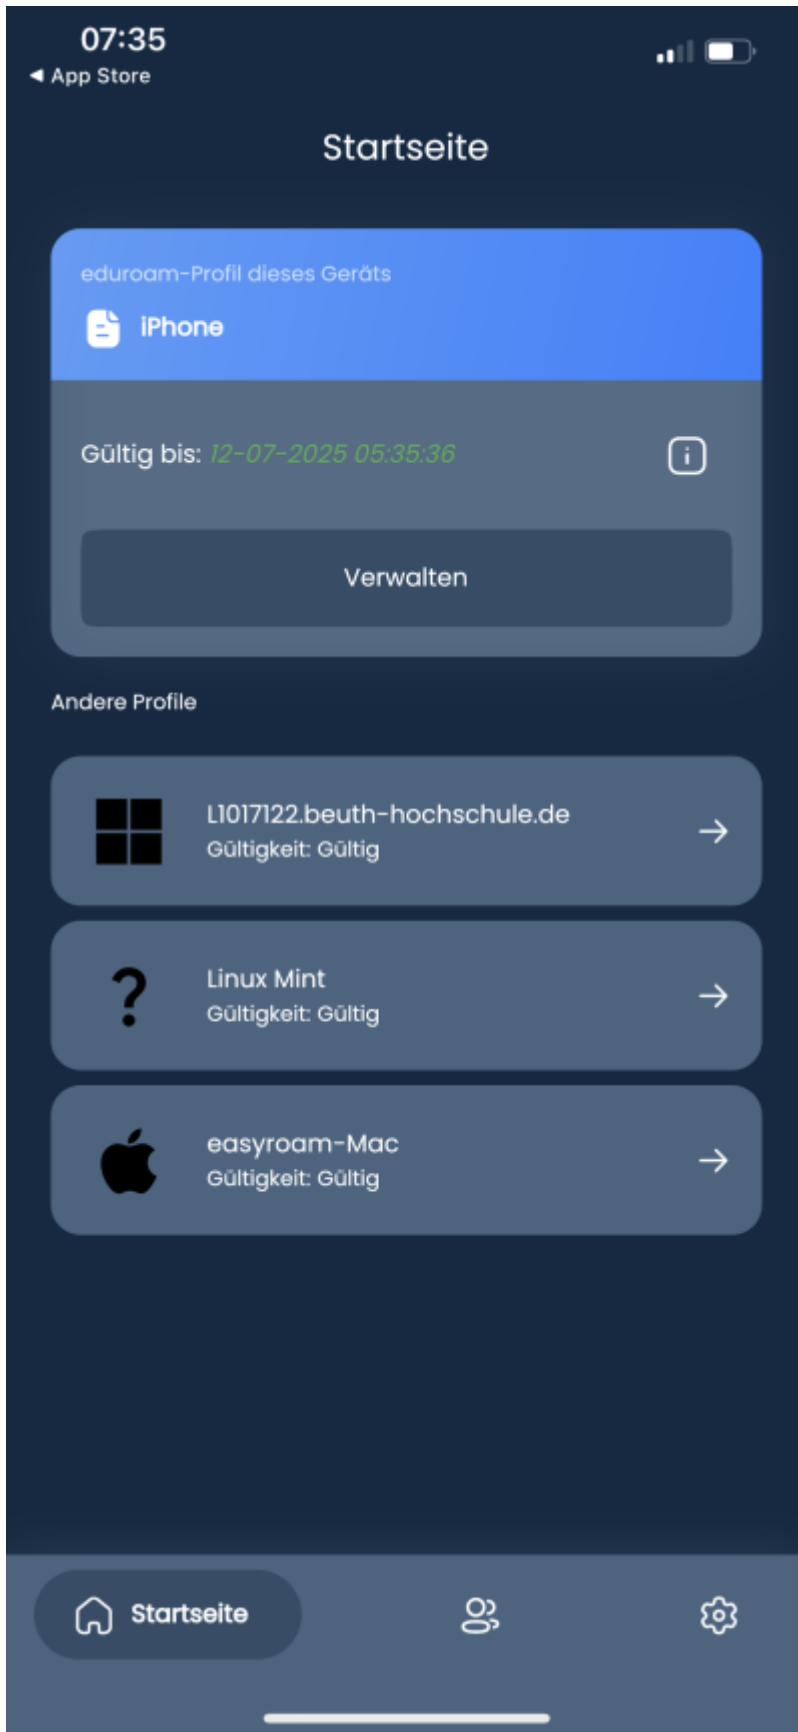 07:35
◀ App Store
Startseite
eduroam-Profil dieses Geräts
iPhone
Gültig bis: 12-07-2025 05:35:36
Verwalten
Andere Profile
L1017122.beuth-hochschule.de
Gültigkeit: Gültig
Linux Mint
Gültigkeit: Gültig
easyroam-Mac
Gültigkeit: Gültig
Startseite